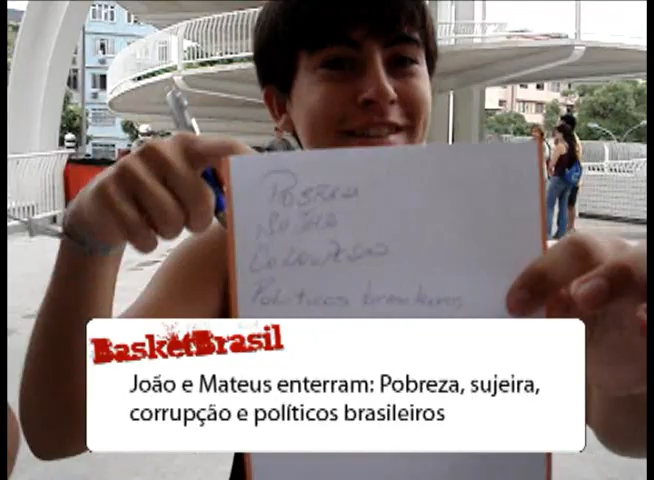 Pobreza
Sujeira
Corrupção
Políticos brasileiros
BasketBrasil
João e Mateus enterram: Pobreza, sujeira,
corrupção e políticos brasileiros